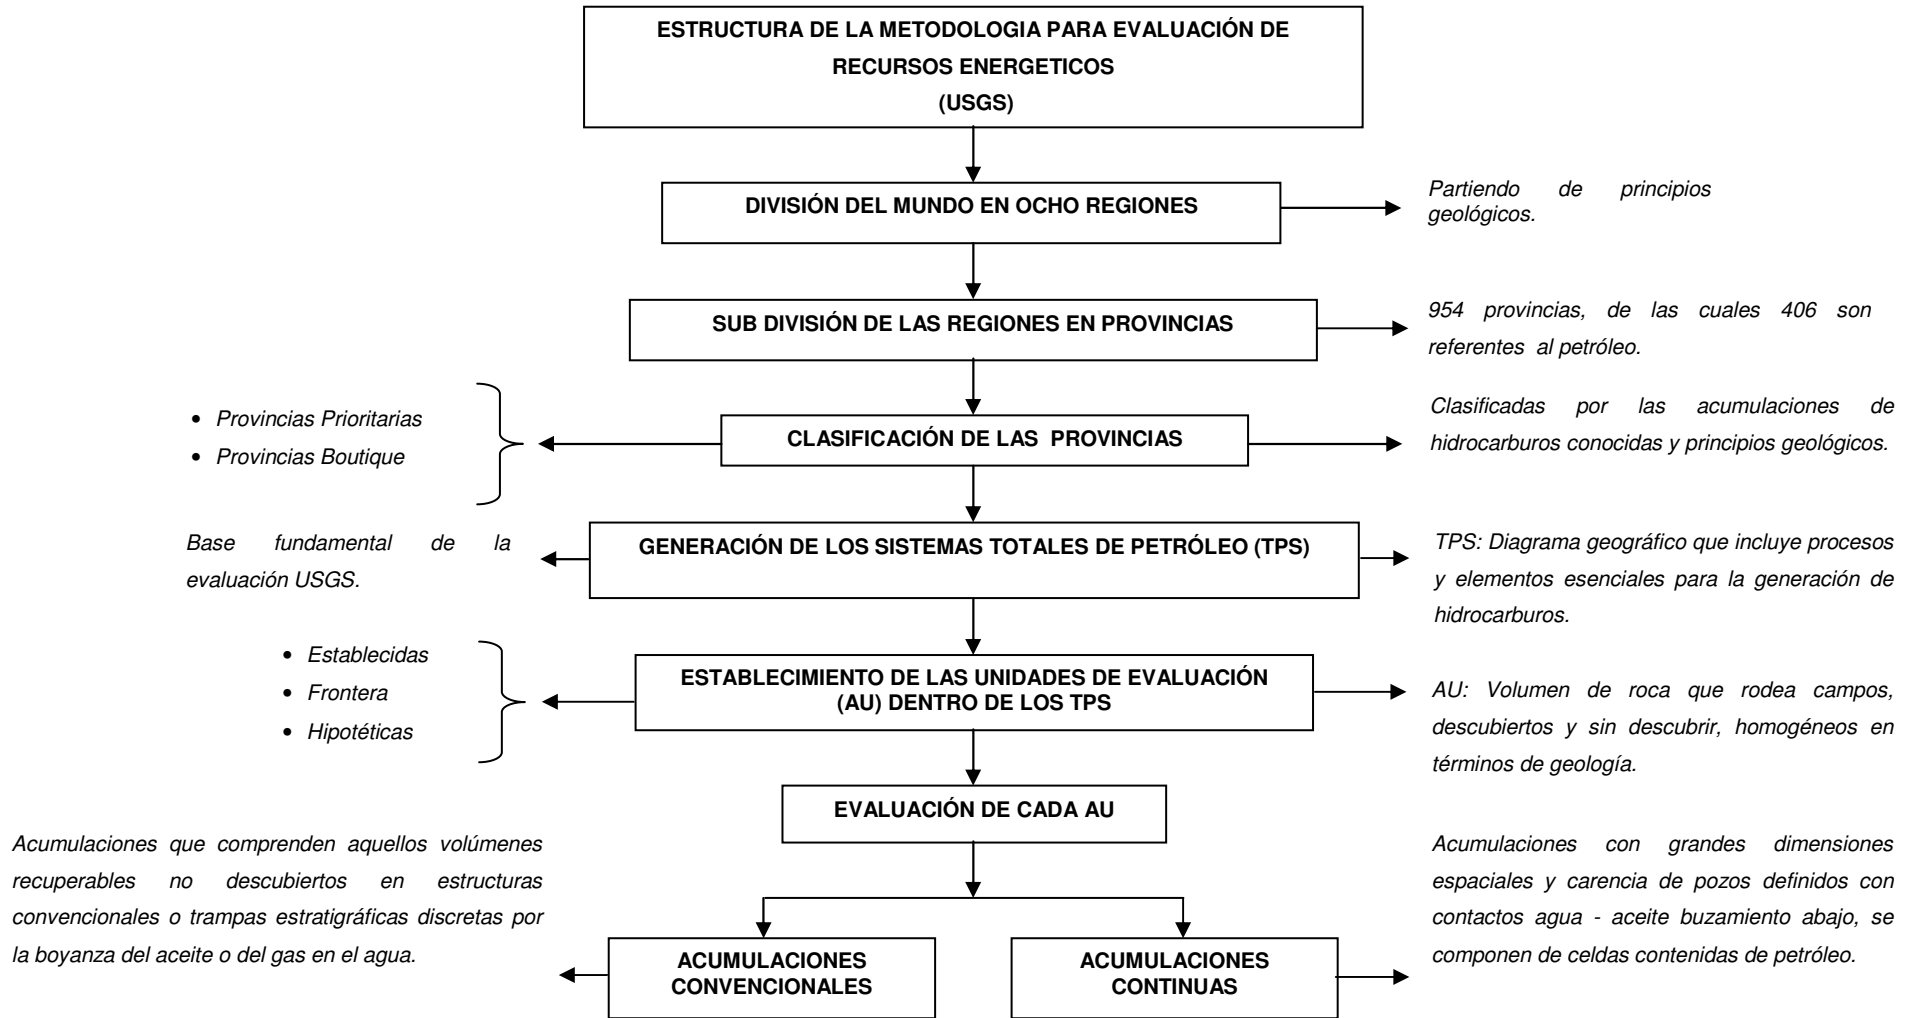 ESTRUCTURA DE LA METODOLOGIA PARA EVALUACIÓN DE
RECURSOS ENERGETICOS
(USGS)
DIVISIÓN DEL MUNDO EN OCHO REGIONES
Partiendo de principios
geológicos.
SUB DIVISIÓN DE LAS REGIONES EN PROVINCIAS
954 provincias, de las cuales 406 son
referentes al petróleo.
• Provincias Prioritarias
• Provincias Boutique
CLASIFICACIÓN DE LAS PROVINCIAS
Clasificadas por las acumulaciones de
hidrocarburos conocidas y principios geológicos.
Base fundamental de la
evaluación USGS.
GENERACIÓN DE LOS SISTEMAS TOTALES DE PETRÓLEO (TPS)
TPS: Diagrama geográfico que incluye procesos
y elementos esenciales para la generación de
hidrocarburos.
• Establecidas
• Frontera
• Hipotéticas
ESTABLECIMIENTO DE LAS UNIDADES DE EVALUACIÓN
(AU) DENTRO DE LOS TPS
AU: Volumen de roca que rodea campos,
descubiertos y sin descubrir, homogéneos en
términos de geología.
EVALUACIÓN DE CADA AU
Acumulaciones que comprenden aquellos volúmenes
recuperables no descubiertos en estructuras
convencionales o trampas estratigráficas discretas por
la boyanza del aceite o del gas en el agua.
ACUMULACIONES
CONVENCIONALES
ACUMULACIONES
CONTINUAS
Acumulaciones con grandes dimensiones
espaciales y carencia de pozos definidos con
contactos agua - aceite buzamiento abajo, se
componen de celdas contenidas de petróleo.